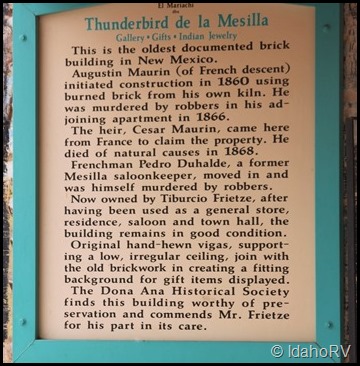 El Mariachi
the
Thunderbird de la Mesilla
Gallery • Gifts • Indian Jewelry
This is the oldest documented brick
building in New Mexico.
Augustin Maurin (of French descent)
initiated construction in 1860 using
burned brick from his own kiln. He
was murdered by robbers in his ad-
joining apartment in 1866.
The heir, Cesar Maurin, came here
from France to claim the property. He
died of natural causes in 1868.
Frenchman Pedro Duhalde, a former
Mesilla saloonkeeper, moved in and
was himself murdered by robbers.
Now owned by Tiburcio Frietze, after
having been used as a general store,
residence, saloon and town hall, the
building remains in good condition.
Original hand-hewn vigas, support-
ing a low, irregular ceiling, join with
the old brickwork in creating a fitting
background for gift items displayed.
The Dona Ana Historical Society
finds this building worthy of pre-
servation and commends Mr. Frietze
for his part in its care.
© IdahoRV